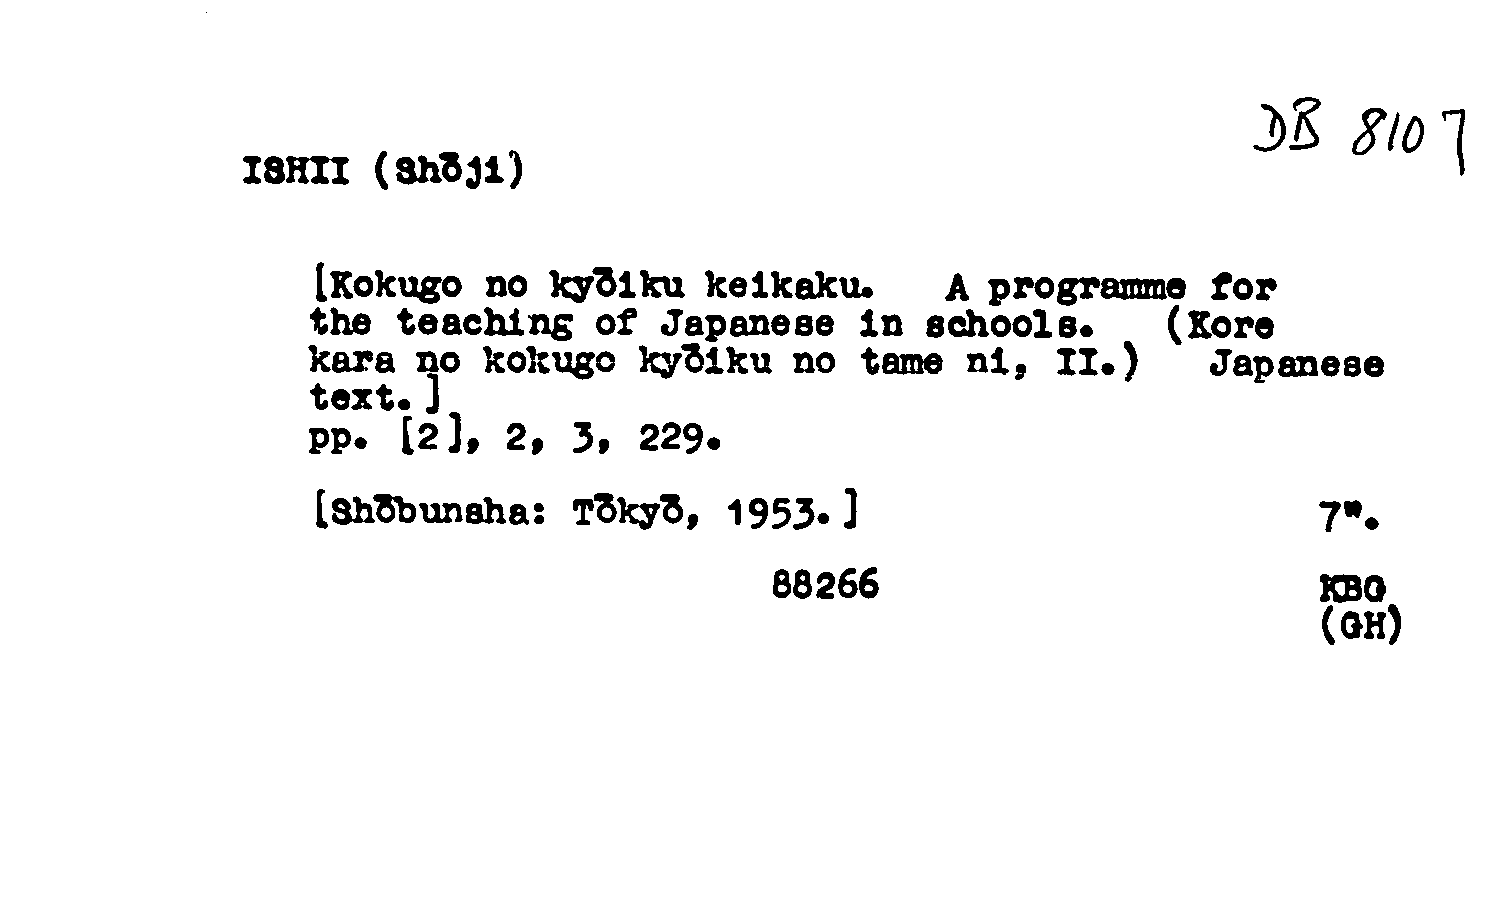 DB 8107
ISHII (Shōji)
[Kokugo no kyōiku keikaku. A programme for
the teaching of Japanese in schools. (Kore
kara no kokugo kyōiku no tame ni, II.) Japanese
text.]
pp. [2], 2, 3, 229.
[Shōbunsha: Tōkyō, 1953.] 7".
88266 KBG
(GH)